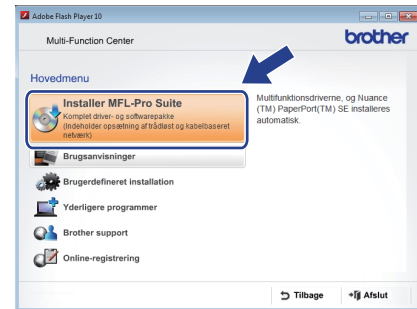 Adobe Flash Player 10
Multi-Function Center
brother
Hovedmenu
Installer MFL-Pro Suite
Komplet driver- og softwarepakke
(Indeholder opsætning af trådløst og kabelbaseret
netværk)
Multifunktionsdriverne, og Nuance
(TM) PaperPort(TM) SE installeres
automatisk.
Brugsanvisninger
Brugerdefineret installation
Yderligere programmer
Brother support
Online-registrering
Tilbage
Afslut